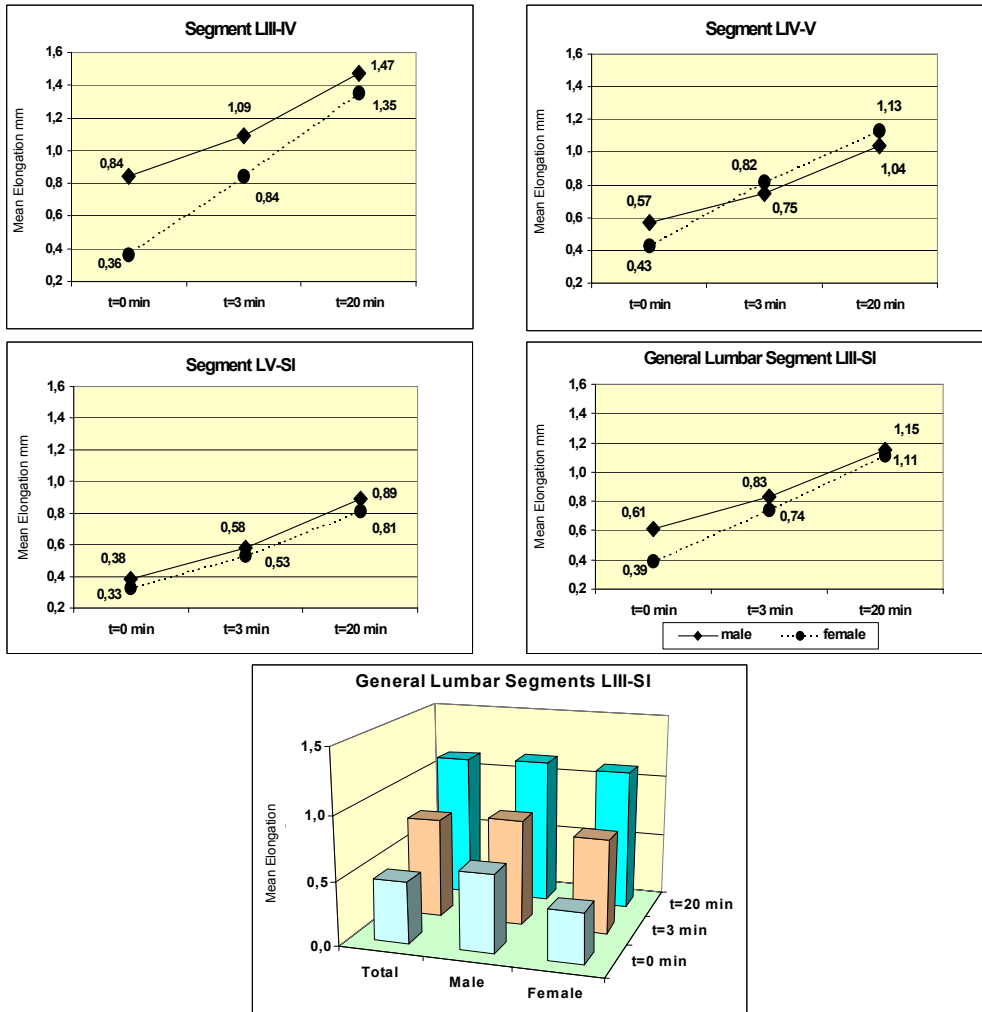 Segment LIII-IV
Mean Elongation mm
1,6
1,4
1,2
1,0
0,8
0,6
0,4
0,2
0,84
1,09
1,47
0,36
0,84
1,35
t=0 min t=3 min t=20 min
Segment LIV-V
Mean Elongation mm
1,6
1,4
1,2
1,0
0,8
0,6
0,4
0,2
0,57
0,82
1,13
0,43
0,75
1,04
t=0 min t=3 min t=20 min
Segment LV-SI
Mean Elongation mm
1,6
1,4
1,2
1,0
0,8
0,6
0,4
0,2
0,38
0,58
0,89
0,33
0,53
0,81
t=0 min t=3 min t=20 min
General Lumbar Segment LIII-SI
Mean Elongation mm
1,6
1,4
1,2
1,0
0,8
0,6
0,4
0,2
0,61
0,83
1,15
0,39
0,74
1,11
t=0 min t=3 min t=20 min
male female
General Lumbar Segments LIII-SI
Mean Elongation
1,5
1,0
0,5
0,0
Total
Male
Female
t=20 min
t=3 min
t=0 min